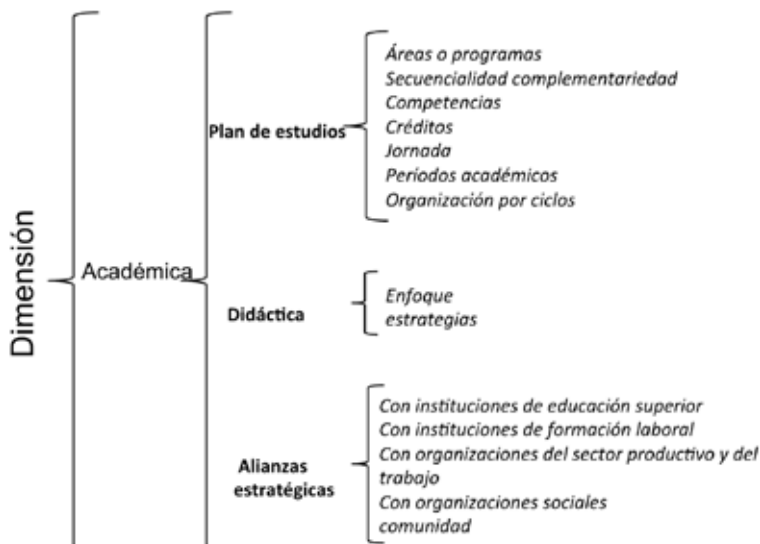 Dimensión
Académica
Plan de estudios
Áreas o programas
Secuencialidad complementariedad
Competencias
Créditos
Jornada
Períodos académicos
Organización por ciclos
Didáctica
Enfoque
estrategias
Alianzas
estratégicas
Con instituciones de educación superior
Con instituciones de formación laboral
Con organizaciones del sector productivo y del
trabajo
Con organizaciones sociales
comunidad